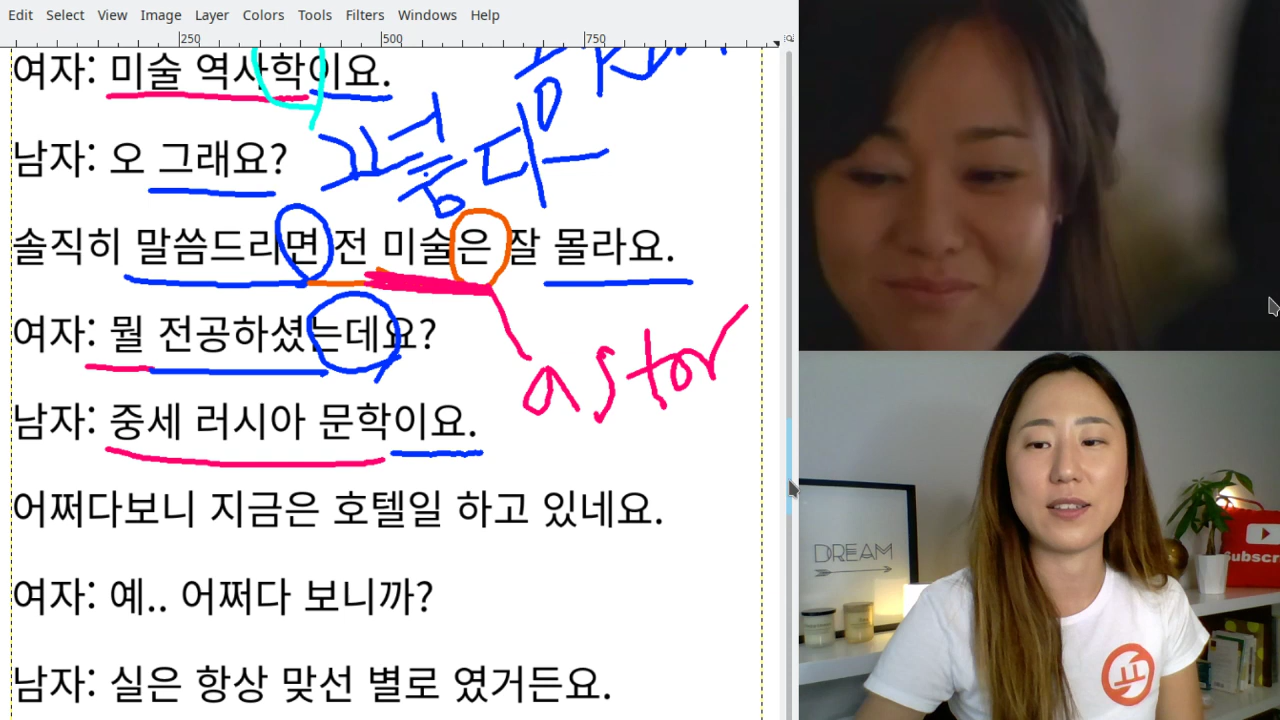 Edit Select View Image Layer Colors Tools Filters Windows Help
250 500 750
여자: 미술 역사학이요.
남자: 오 그래요?
고릅다
솔직히 말씀드리면 전 미술은 잘 몰라요.
여자: 뭘 전공하셨는데요?
astor
남자: 중세 러시아 문학이요.
어쩌다보니 지금은 호텔일 하고 있네요.
여자: 예.. 어쩌다 보니까?
남자: 실은 항상 맞선 별로 였거든요.
DREAM
Subscr